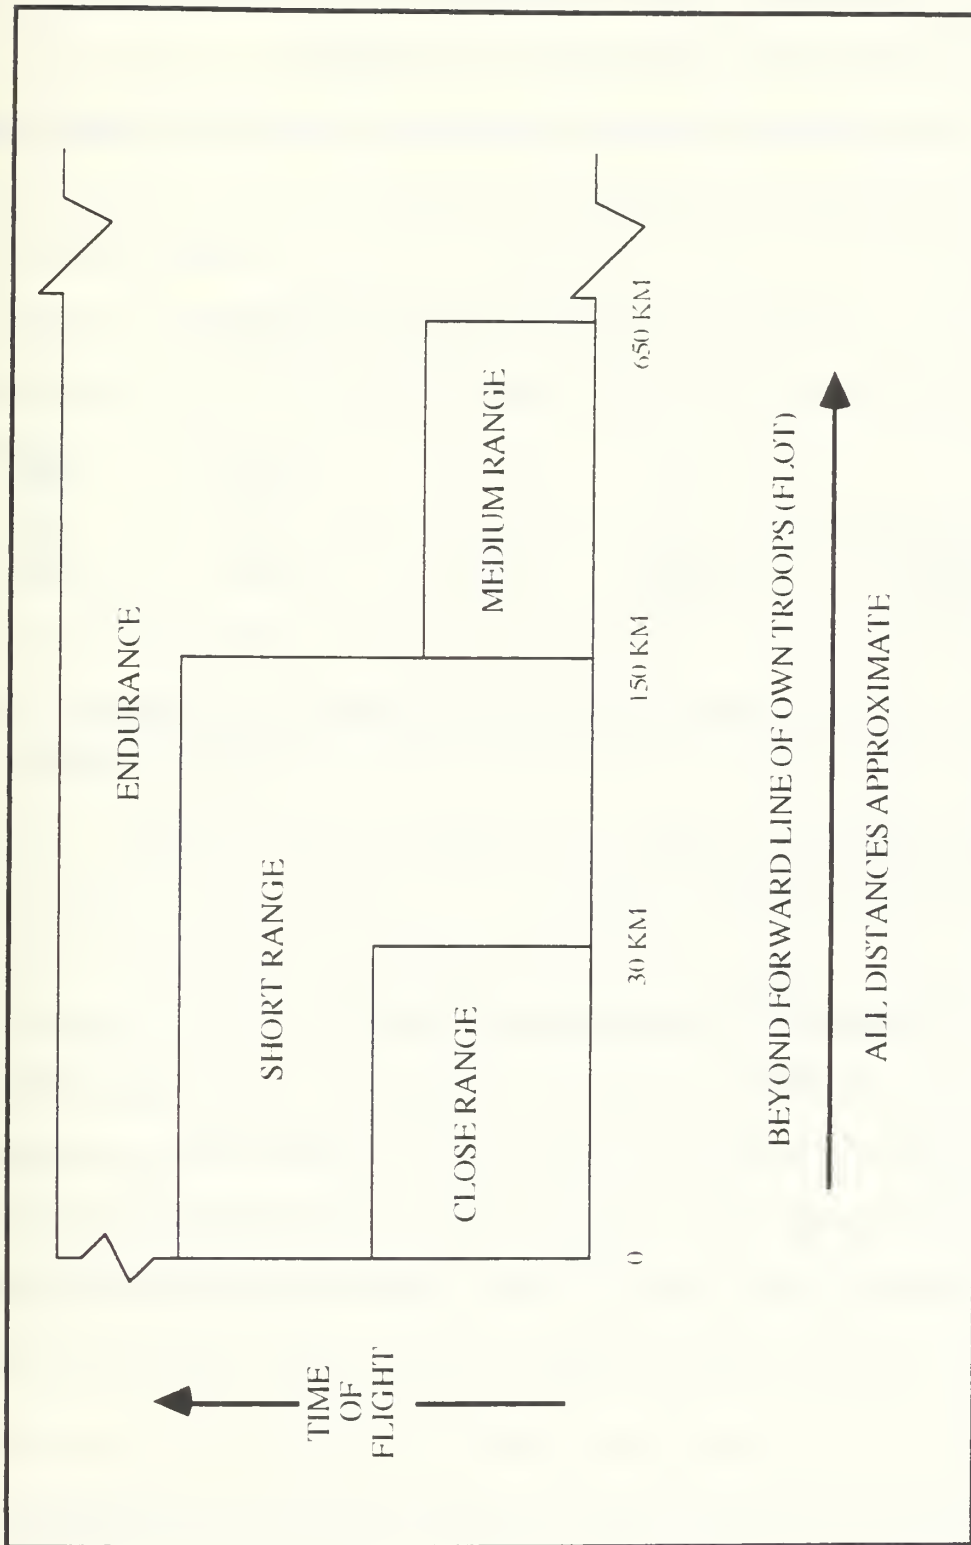 ENDURANCE
SHORT RANGE
CLOSE RANGE
MEDIUM RANGE
TIME
OF
FLIGHT
0
30 KM
150 KM
650 KM
BEYOND FORWARD LINE OF OWN TROOPS (FLOT)
ALL DISTANCES APPROXIMATE